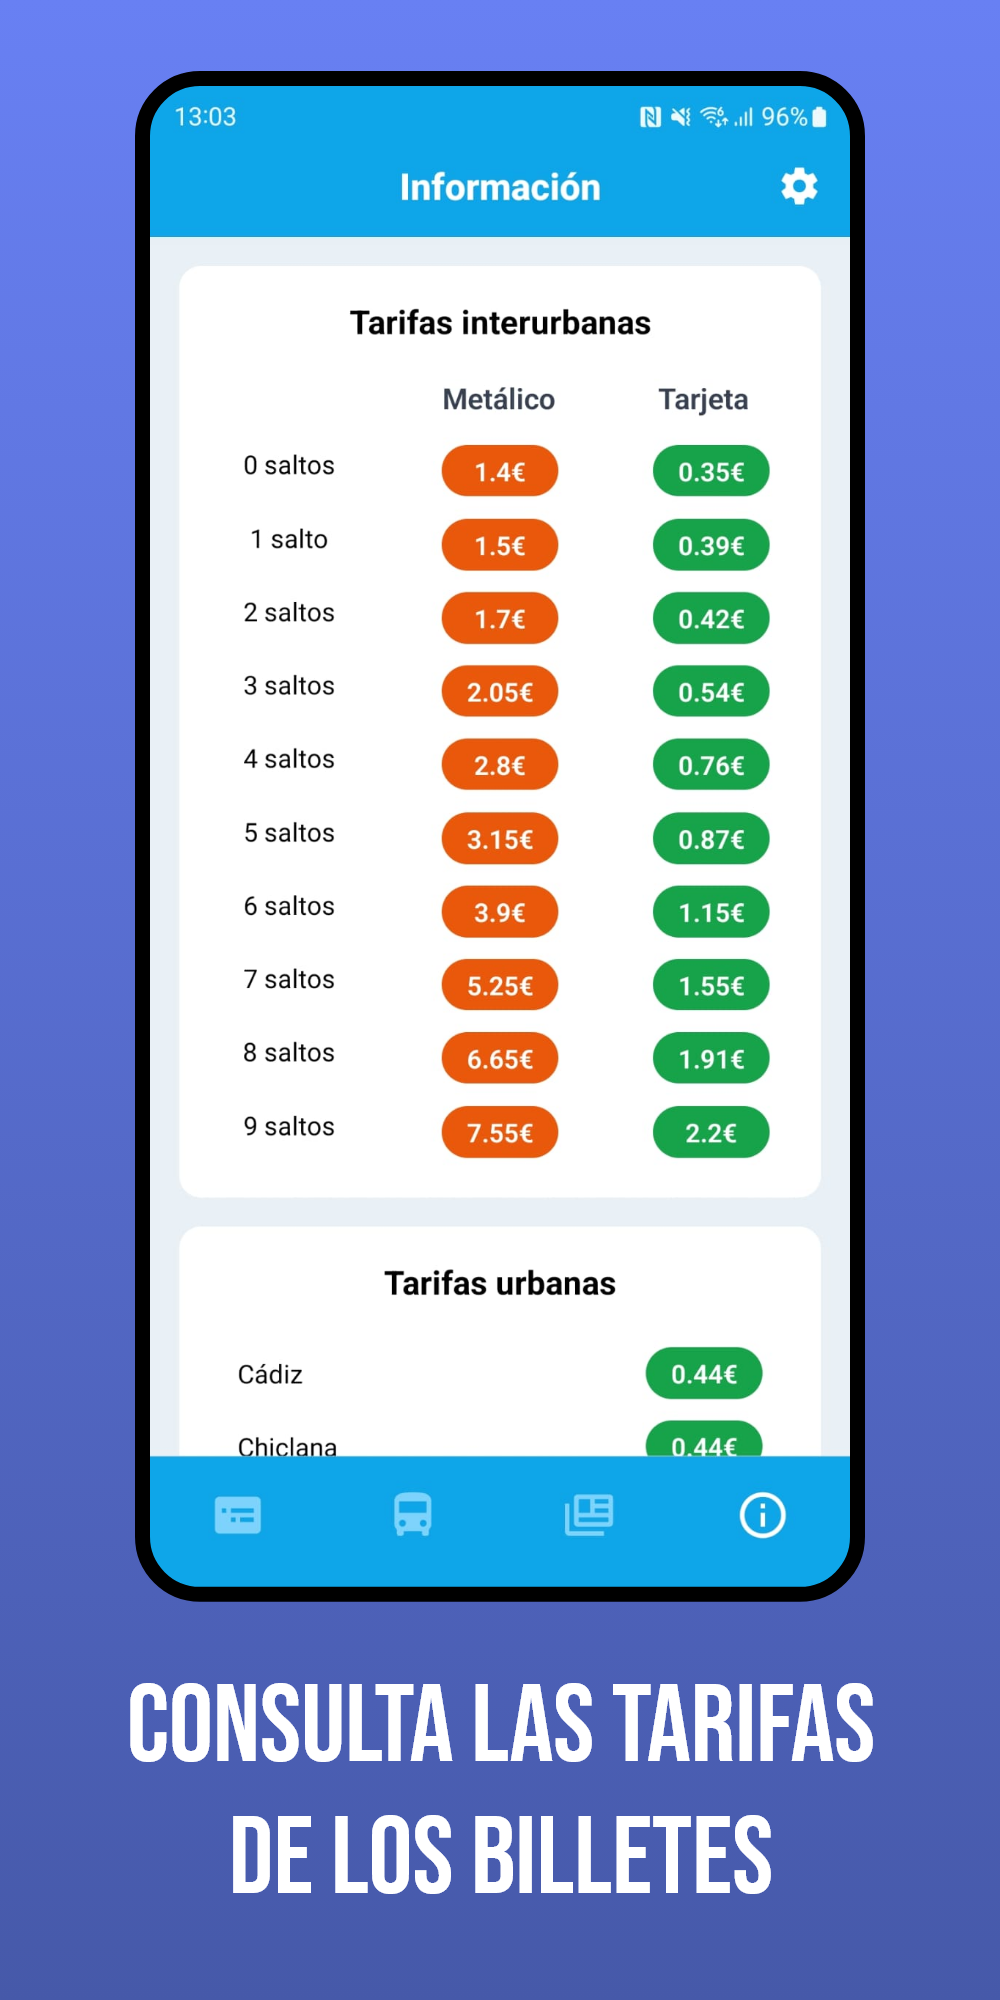 13:03 96%
Información
Tarifas interurbanas
Metálico Tarjeta
0 saltos 1.4€ 0.35€
1 salto 1.5€ 0.39€
2 saltos 1.7€ 0.42€
3 saltos 2.05€ 0.54€
4 saltos 2.8€ 0.76€
5 saltos 3.15€ 0.87€
6 saltos 3.9€ 1.15€
7 saltos 5.25€ 1.55€
8 saltos 6.65€ 1.91€
9 saltos 7.55€ 2.2€
Tarifas urbanas
Cádiz 0.44€
Chiclana 0.44€
CONSULTA LAS TARIFAS
DE LOS BILLETES